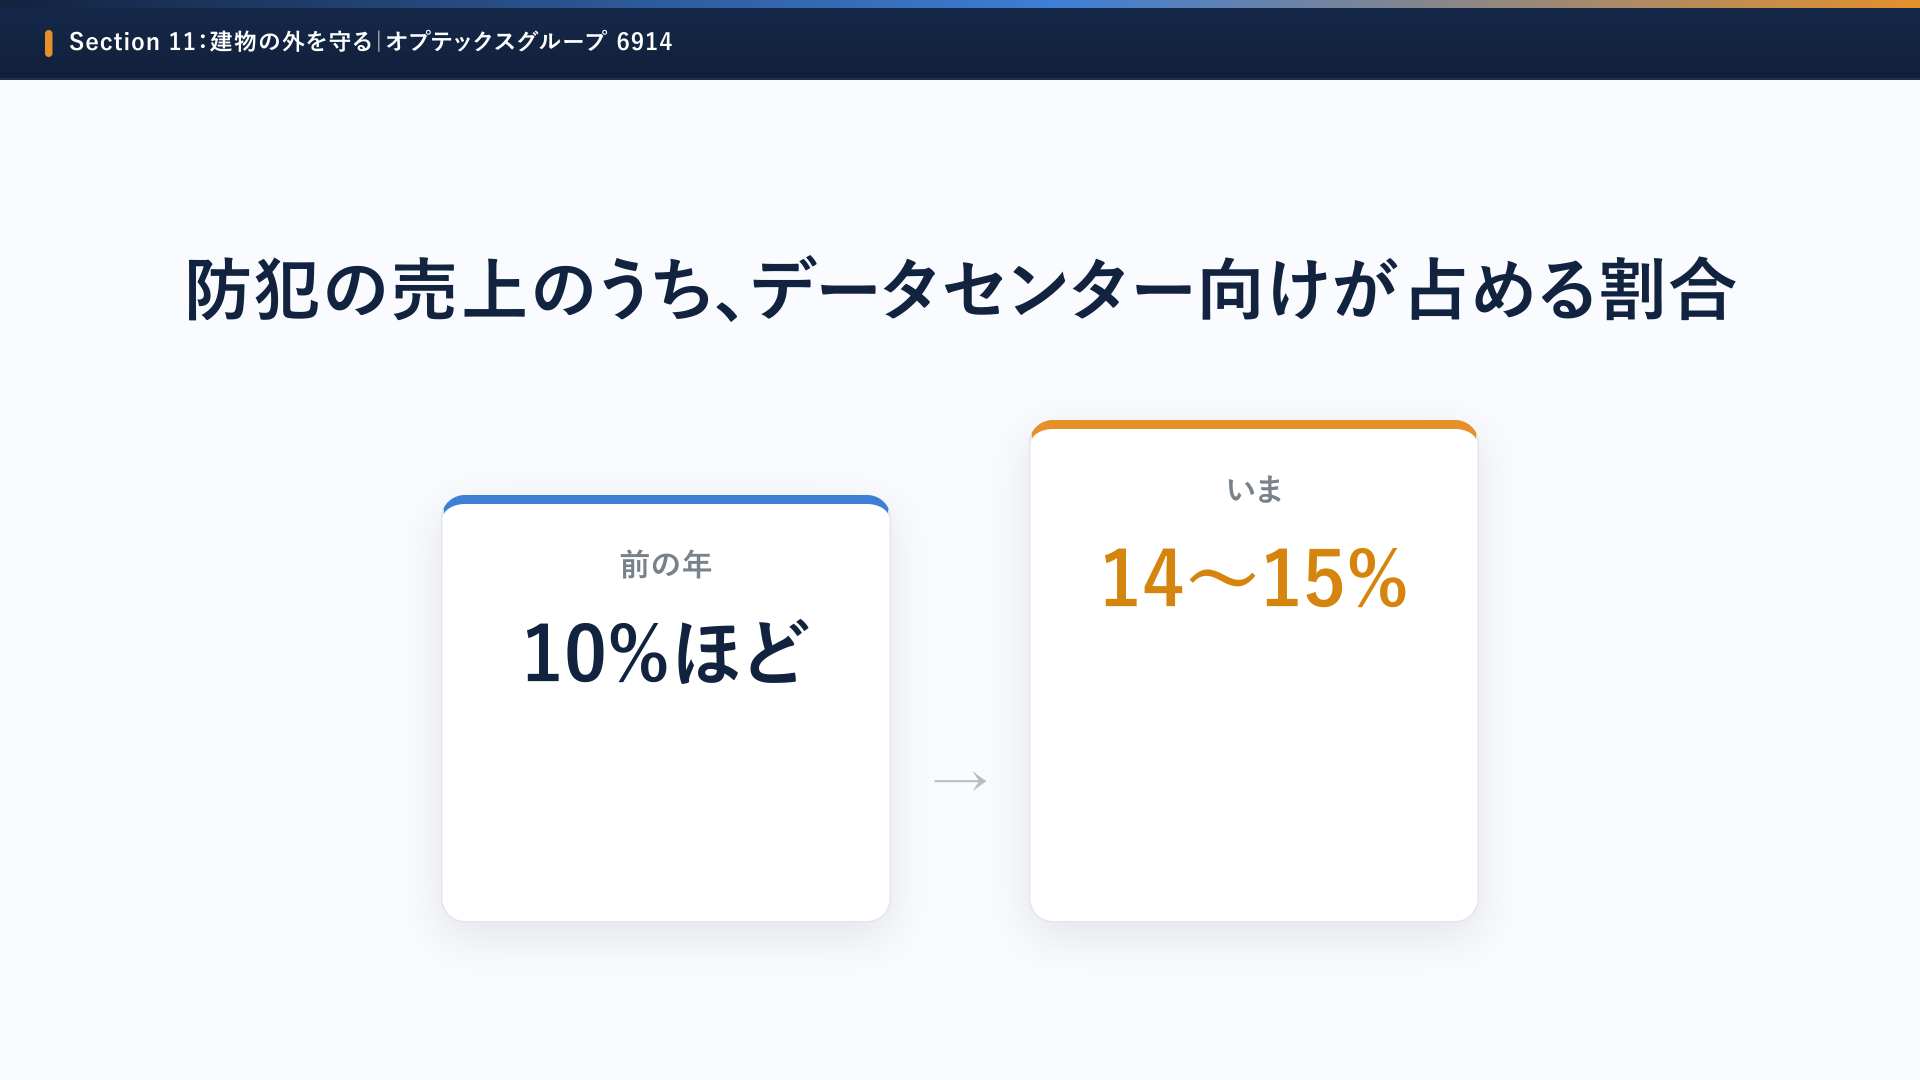 Section 11：建物の外を守る｜オプテックスグループ 6914
防犯の売上のうち、データセンター向けが占める割合
前の年
10%ほど
→
いま
14〜15%